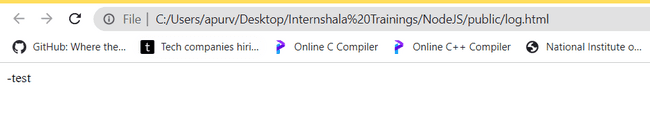 File C:/Users/apurv/Desktop/Internshala%20Trainings/NodeJS/public/log.html
GitHub: Where the... t Tech companies hiri... Online C Compiler Online C++ Compiler National Institute o...
-test